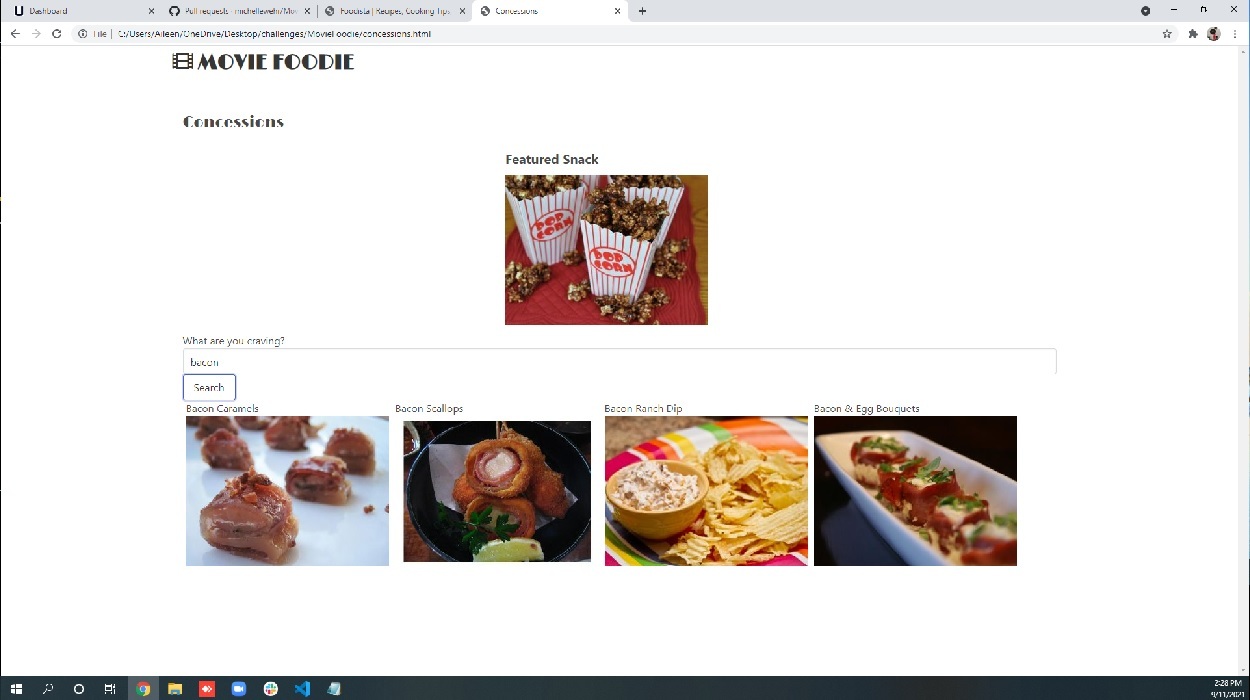 Dashboard
Pull requests · michellewehr/Mov
Foodista | Recipes, Cooking Tips,
Concessions
File | C:/Users/Aileen/OneDrive/Desktop/challenges/MovieFoodie/concessions.html
MOVIE FOODIE
Concessions
Featured Snack
POP CORN
POP CORN
What are you craving?
bacon
Search
Bacon Caramels
Bacon Scallops
Bacon Ranch Dip
Bacon & Egg Bouquets
2:28 PM
9/11/2021